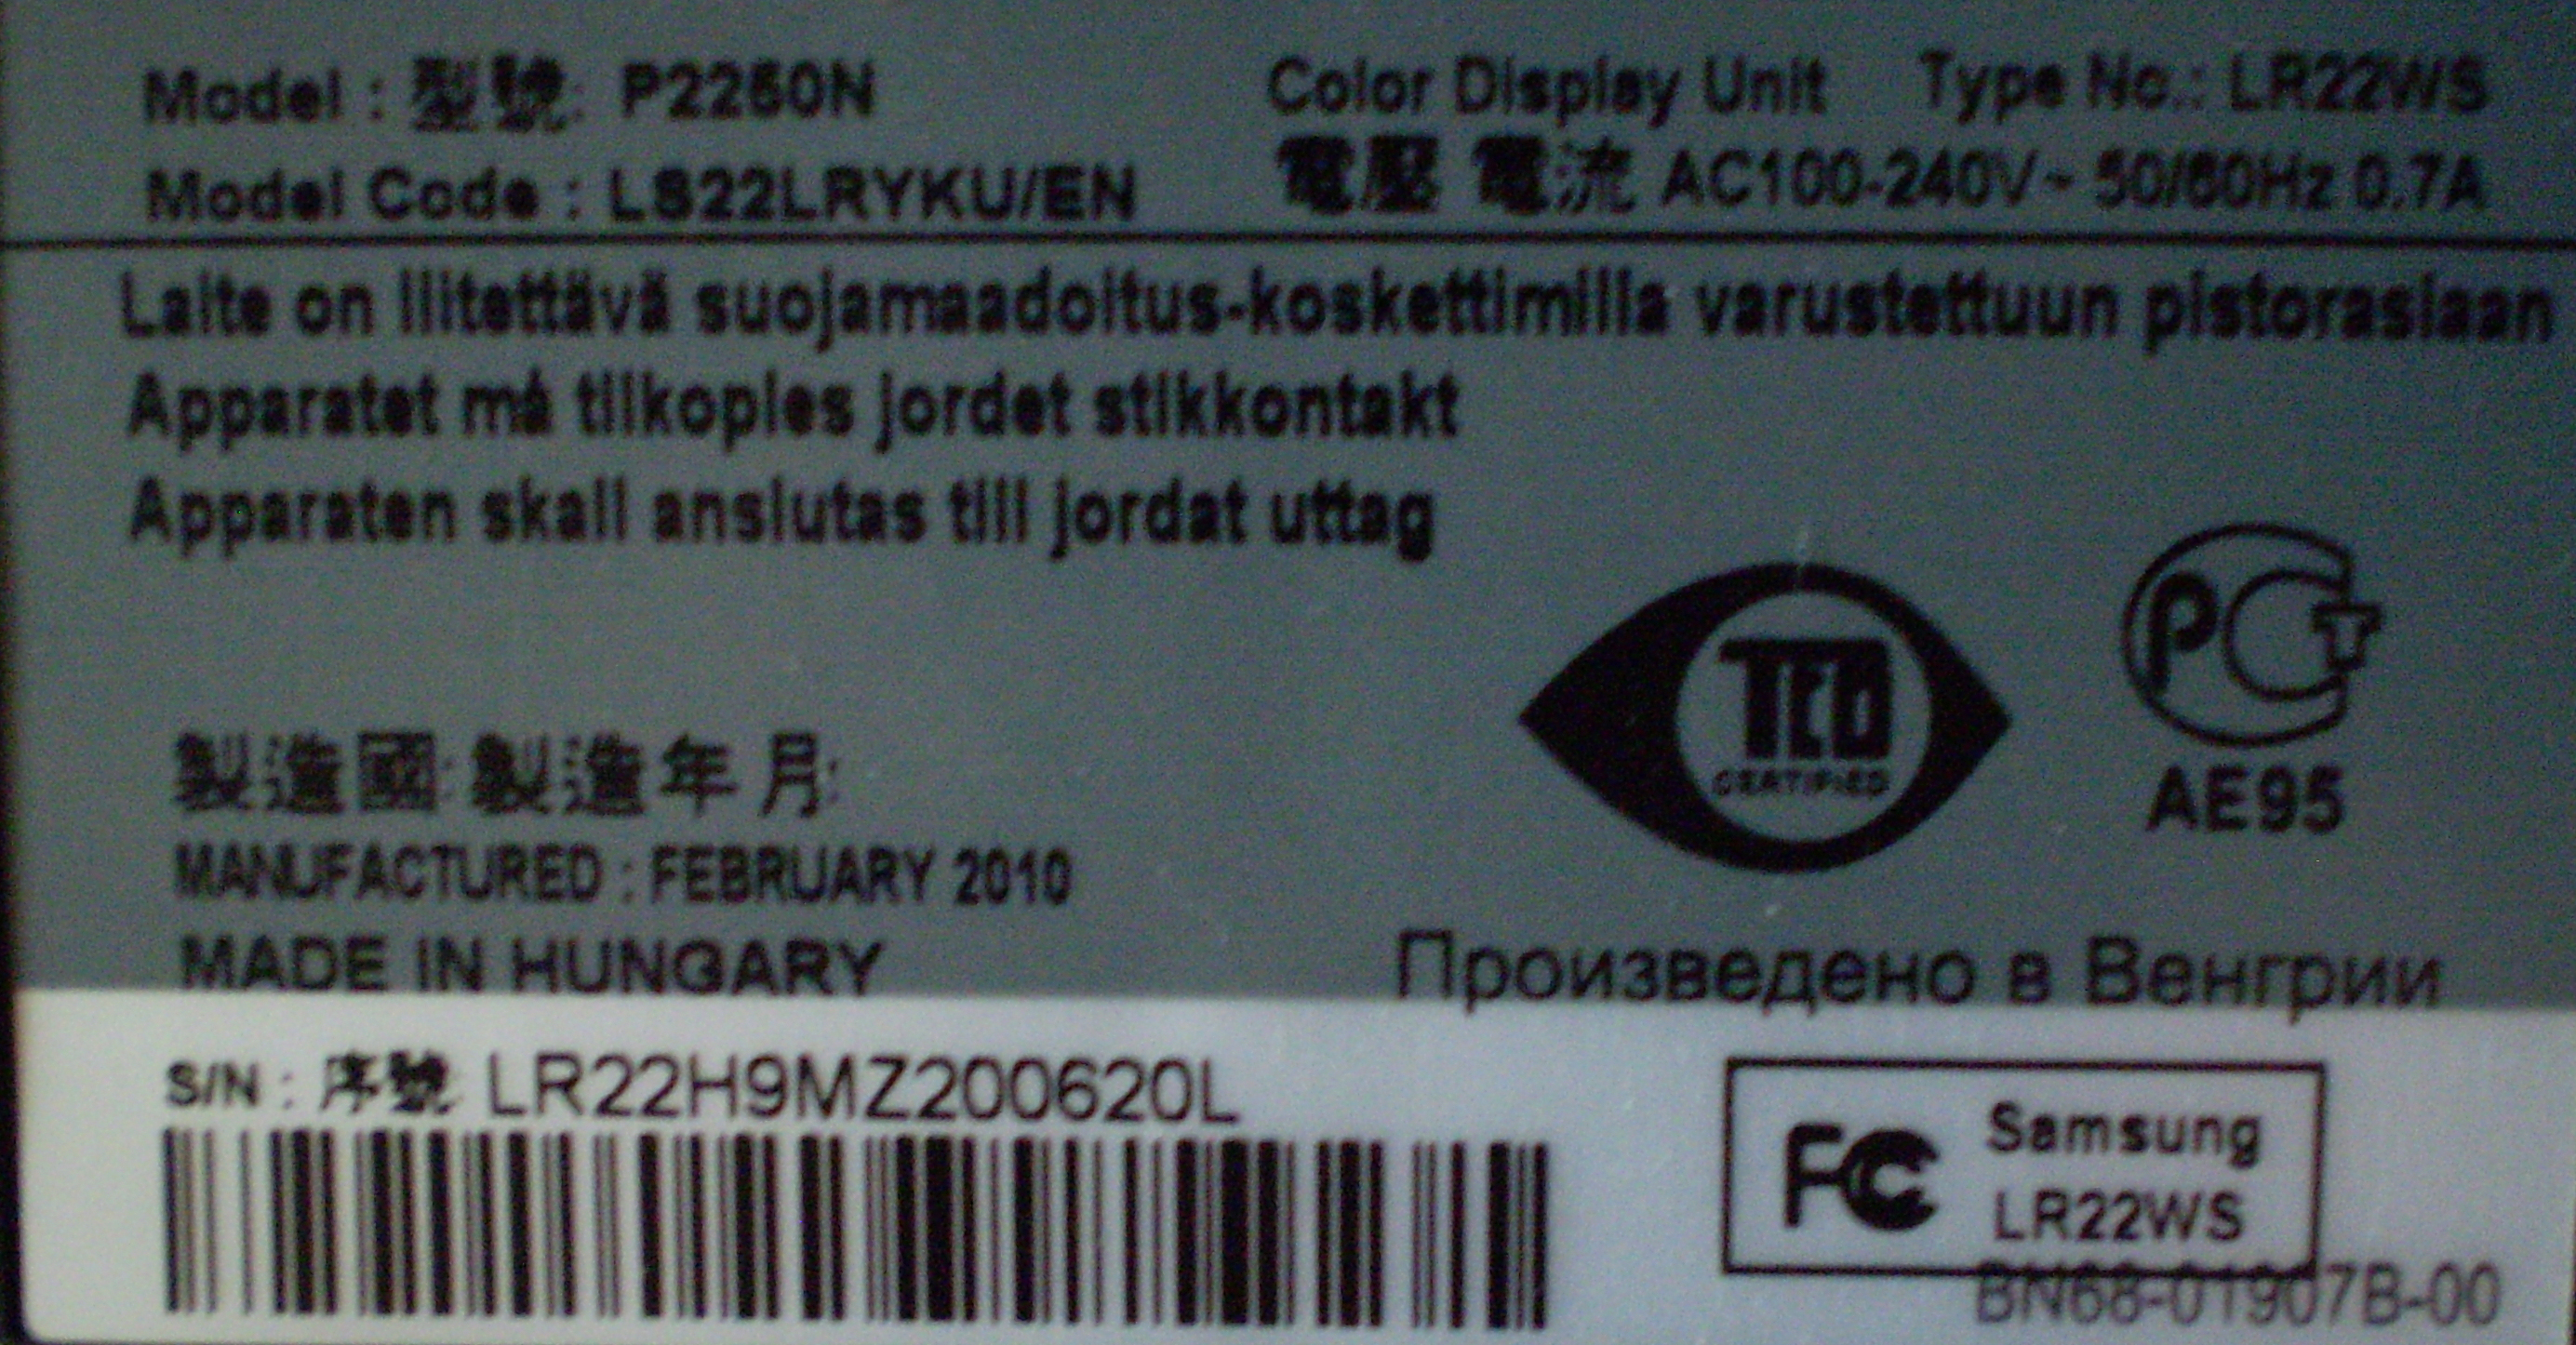 Model : 型號: P2250N
Color Display Unit Type No.: LR22WS
Model Code : LS22LRYKU/EN
電壓 電流 AC100-240V~ 50/60Hz 0.7A
Laite on liitettävä suojamaadoitus-koskettimilla varustettuun pistorasiaan
Apparatet må tilkoples jordet stikkontakt
Apparaten skall anslutas till jordat uttag
TCO
CERTIFIED
PCT
AE95
製造國: 製造年月:
MANUFACTURED : FEBRUARY 2010
MADE IN HUNGARY
Произведено в Венгрии
S/N : 序號 LR22H9MZ200620L
FC Samsung
LR22WS
BN68-01907B-00